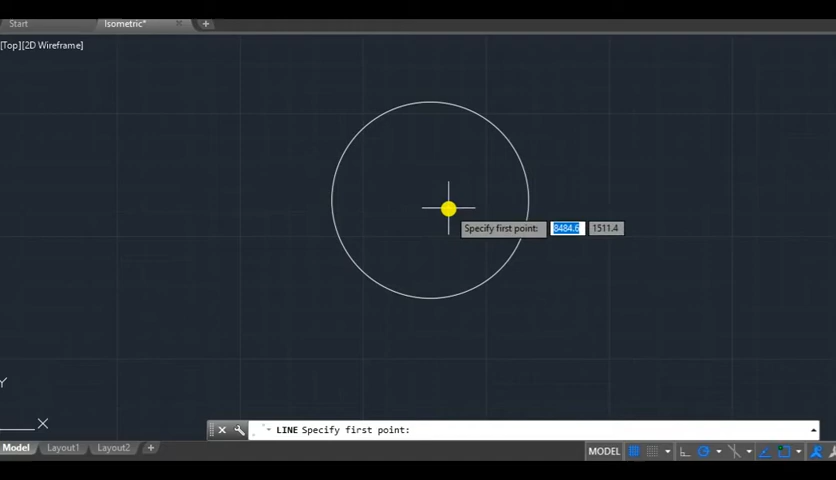 Start Isometric* +
[Top][2D Wireframe]
Specify first point: 8484.6 1511.4
Y
X
LINE Specify first point:
Model Layout1 Layout2 + MODEL